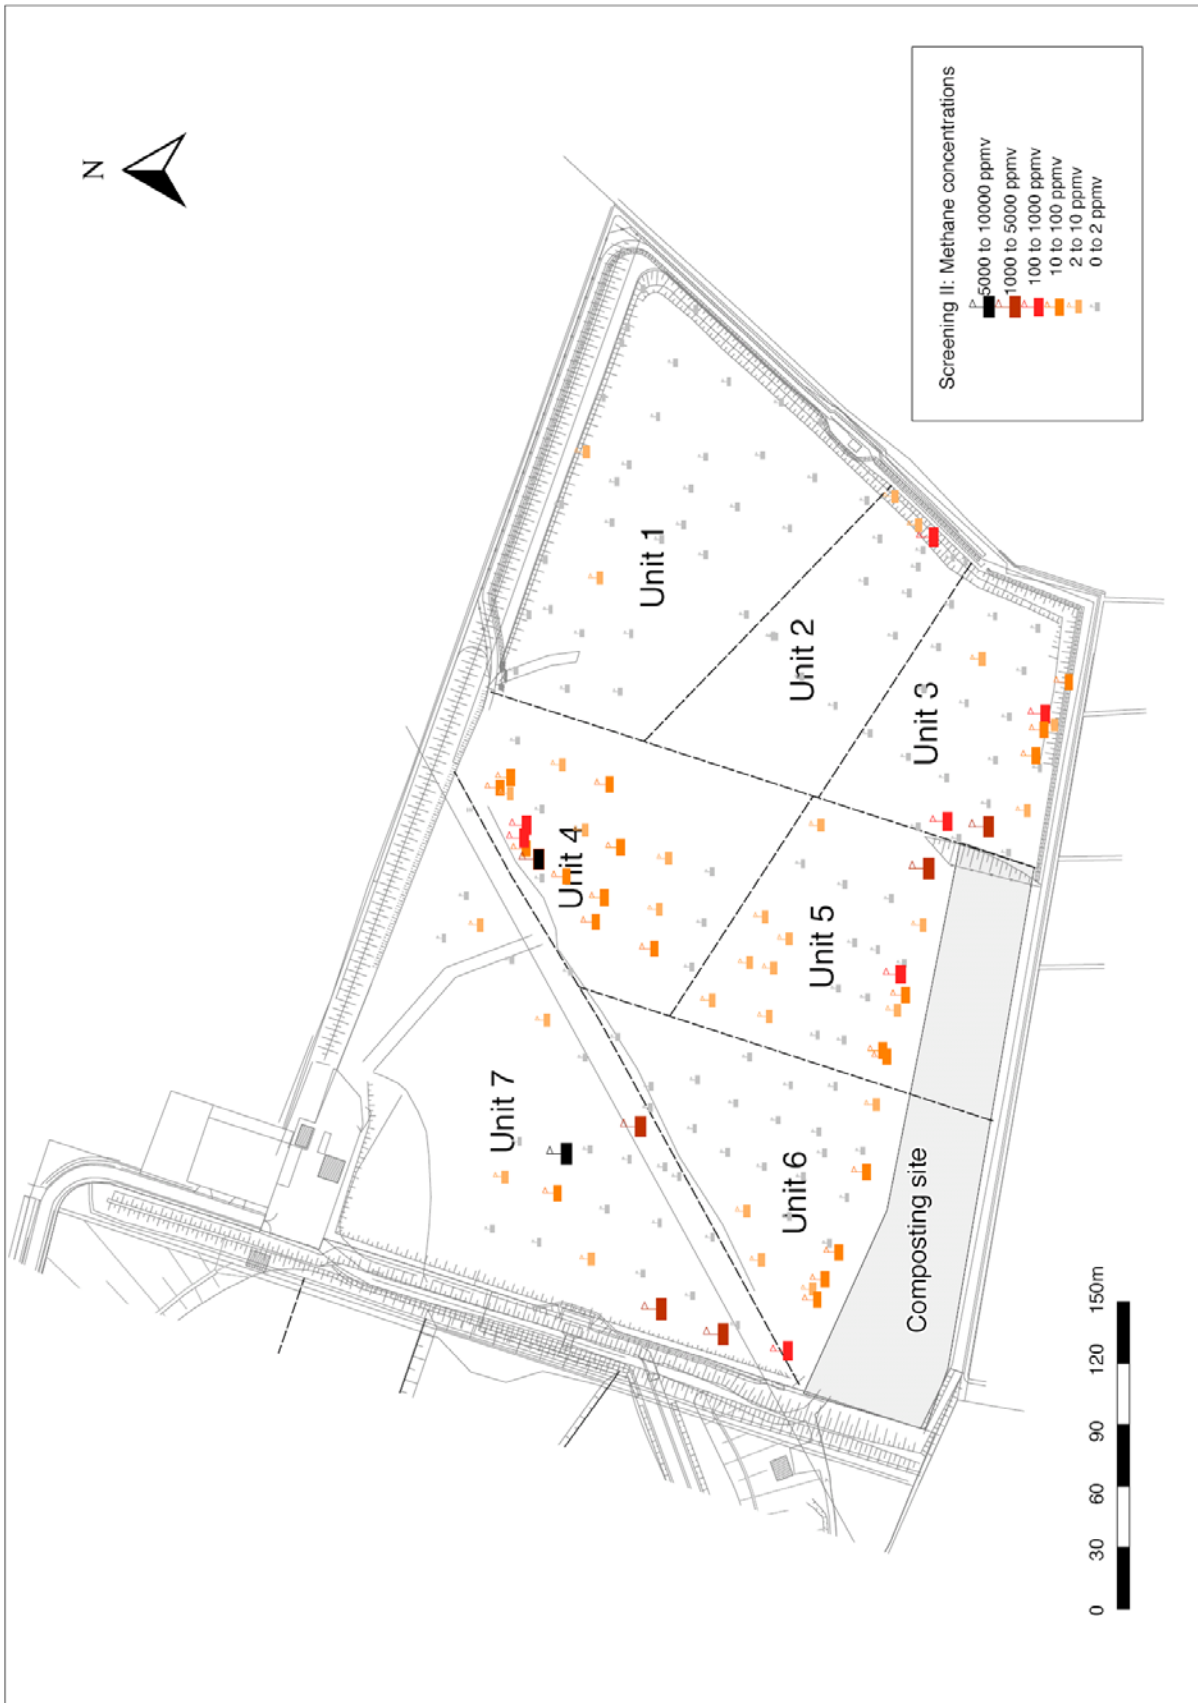 N
Screening II: Methane concentrations
5000 to 10000 ppmv
1000 to 5000 ppmv
100 to 1000 ppmv
10 to 100 ppmv
2 to 10 ppmv
0 to 2 ppmv
Unit 1
Unit 2
Unit 3
Unit 4
Unit 5
Unit 6
Unit 7
Composting site
0 30 60 90 120 150m